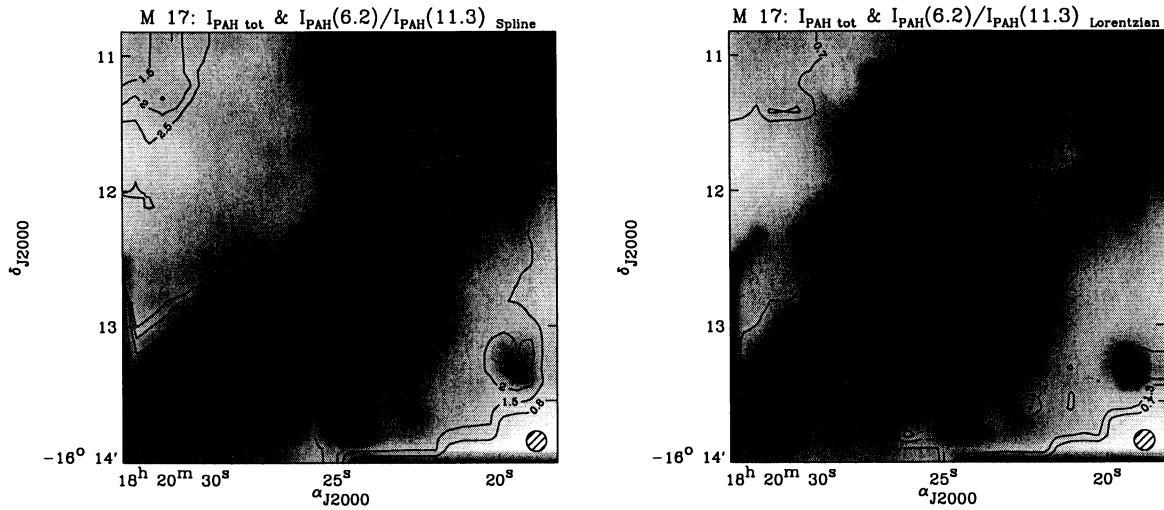 M 17: I_PAH tot & I_PAH(6.2)/I_PAH(11.3) Spline
11
12
13
-16° 14′
δ_J2000
18ʰ 20ᵐ 30ˢ
25ˢ
20ˢ
α_J2000
1.5
2
2.5
2
1.5
0.8
M 17: I_PAH tot & I_PAH(6.2)/I_PAH(11.3) Lorentzian
11
12
13
-16° 14′
δ_J2000
18ʰ 20ᵐ 30ˢ
25ˢ
20ˢ
α_J2000
0.7